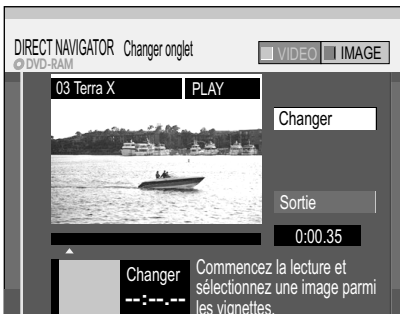 DIRECT NAVIGATOR Changer onglet
DVD-RAM
VIDEO IMAGE
03 Terra X PLAY
Changer
Sortie
0:00.35
Changer
--:--.--
Commencez la lecture et
sélectionnez une image parmi
les vignettes.